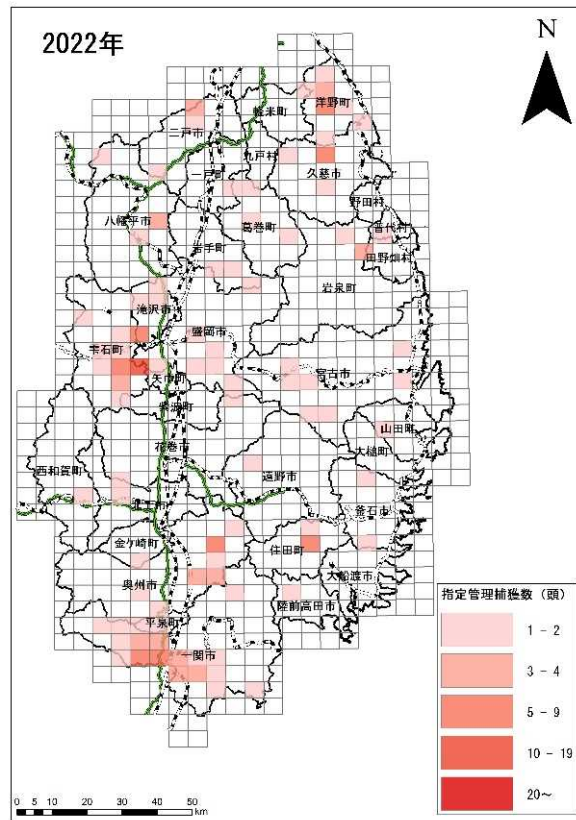 2022年
N
洋野町
軽米町
二戸市
九戸村
一戸町
久慈市
野田村
普代村
八幡平市
葛巻町
岩手町
田野畑村
岩泉町
滝沢市
盛岡市
雫石町
宮古市
矢巾町
紫波町
山田町
花巻市
大槌町
西和賀町
遠野市
北上市
釜石市
金ケ崎町
住田町
奥州市
大船渡市
陸前高田市
平泉町
一関市
指定管理捕獲数（頭）
1 - 2
3 - 4
5 - 9
10 - 19
20～
0 5 10 20 30 40 50
km